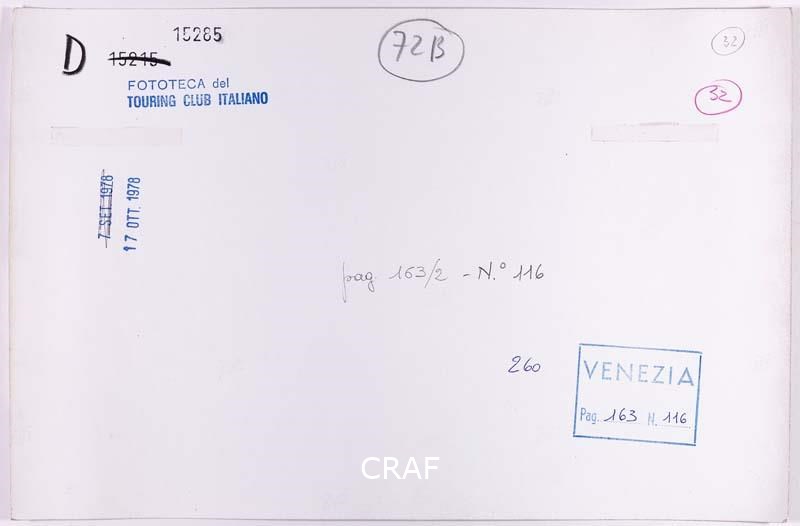 15285
D
15215
72B
32
FOTOTECA del
TOURING CLUB ITALIANO
32
7 SET. 1978
17 OTT. 1978
pag. 163/2 - N.° 116
260
VENEZIA
Pag. 163 N. 116
CRAF